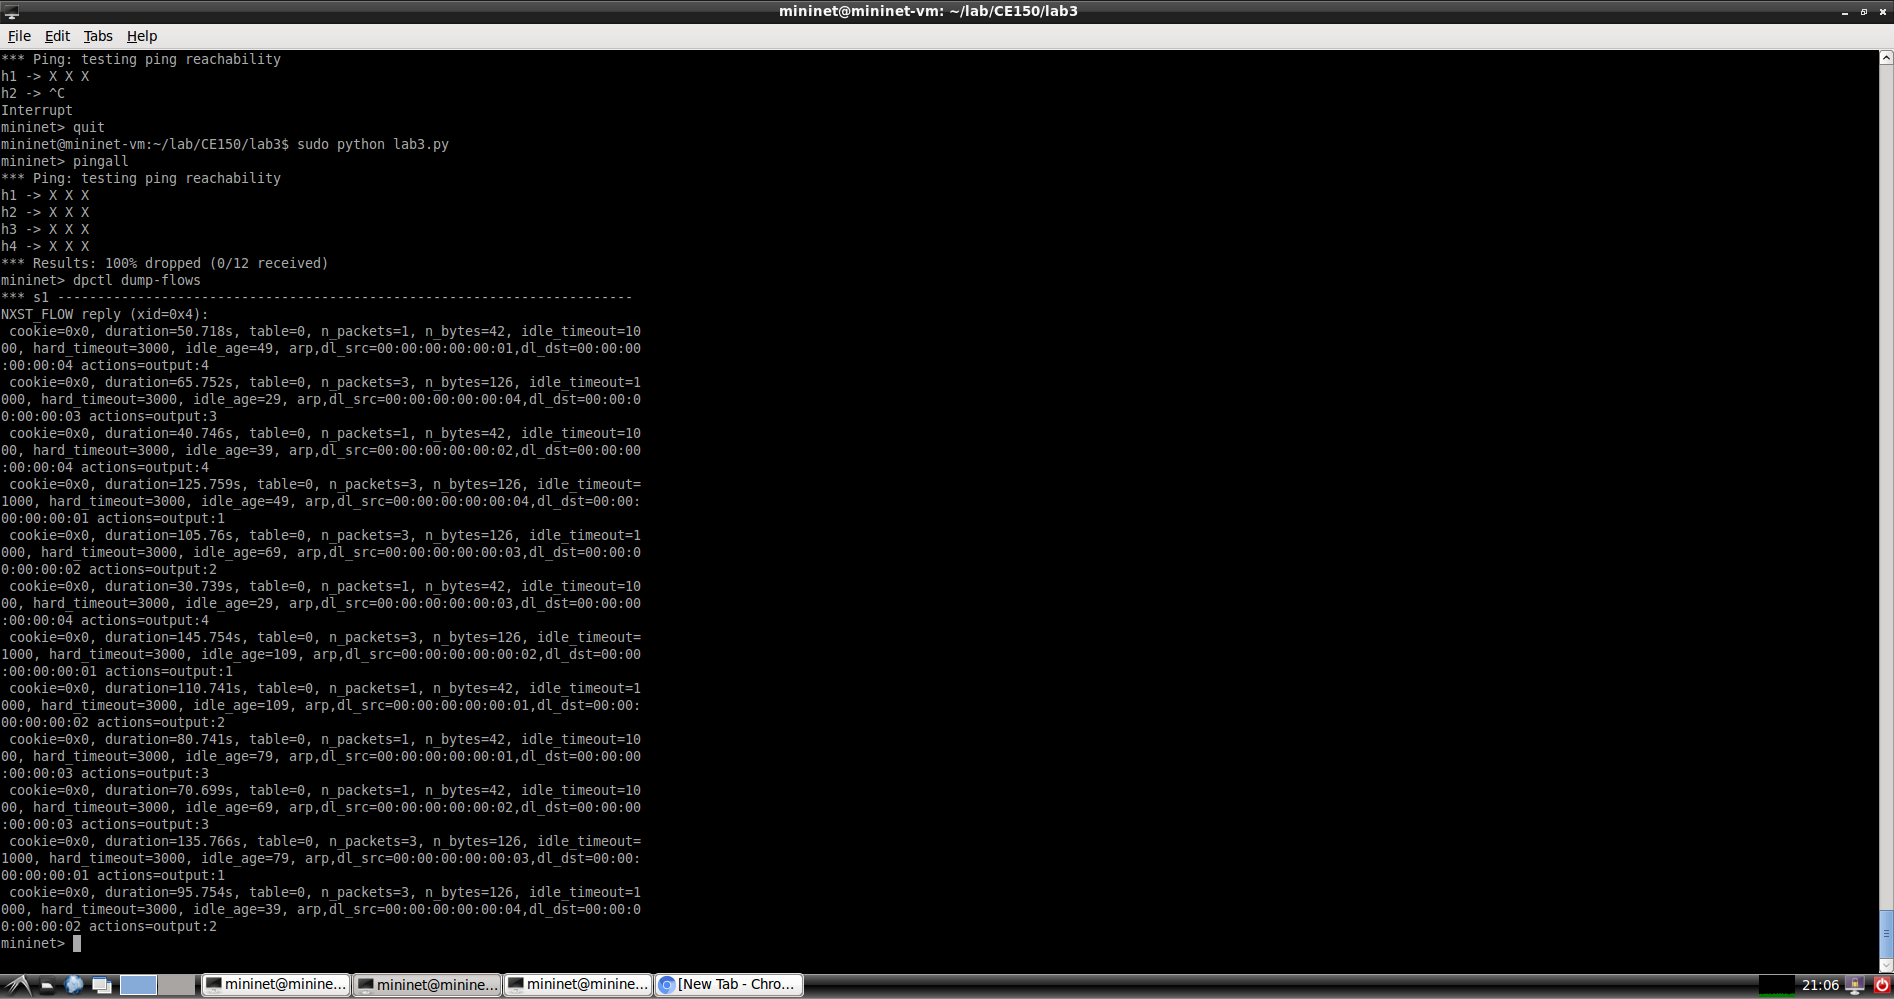 mininet@mininet-vm: ~/lab/CE150/lab3
File Edit Tabs Help
*** Ping: testing ping reachability
h1 -> X X X
h2 -> ^C
Interrupt
mininet> quit
mininet@mininet-vm:~/lab/CE150/lab3$ sudo python lab3.py
mininet> pingall
*** Ping: testing ping reachability
h1 -> X X X
h2 -> X X X
h3 -> X X X
h4 -> X X X
*** Results: 100% dropped (0/12 received)
mininet> dpctl dump-flows
*** s1 ------------------------------------------------------------------------
NXST_FLOW reply (xid=0x4):
 cookie=0x0, duration=50.718s, table=0, n_packets=1, n_bytes=42, idle_timeout=10
00, hard_timeout=3000, idle_age=49, arp,dl_src=00:00:00:00:00:01,dl_dst=00:00:00
:00:00:04 actions=output:4
 cookie=0x0, duration=65.752s, table=0, n_packets=3, n_bytes=126, idle_timeout=1
000, hard_timeout=3000, idle_age=29, arp,dl_src=00:00:00:00:00:04,dl_dst=00:00:0
0:00:00:03 actions=output:3
 cookie=0x0, duration=40.746s, table=0, n_packets=1, n_bytes=42, idle_timeout=10
00, hard_timeout=3000, idle_age=39, arp,dl_src=00:00:00:00:00:02,dl_dst=00:00:00
:00:00:04 actions=output:4
 cookie=0x0, duration=125.759s, table=0, n_packets=3, n_bytes=126, idle_timeout=
1000, hard_timeout=3000, idle_age=49, arp,dl_src=00:00:00:00:00:04,dl_dst=00:00:
00:00:00:01 actions=output:1
 cookie=0x0, duration=105.76s, table=0, n_packets=3, n_bytes=126, idle_timeout=1
000, hard_timeout=3000, idle_age=69, arp,dl_src=00:00:00:00:00:03,dl_dst=00:00:0
0:00:00:02 actions=output:2
 cookie=0x0, duration=30.739s, table=0, n_packets=1, n_bytes=42, idle_timeout=10
00, hard_timeout=3000, idle_age=29, arp,dl_src=00:00:00:00:00:03,dl_dst=00:00:00
:00:00:04 actions=output:4
 cookie=0x0, duration=145.754s, table=0, n_packets=3, n_bytes=126, idle_timeout=
1000, hard_timeout=3000, idle_age=109, arp,dl_src=00:00:00:00:00:02,dl_dst=00:00
:00:00:00:01 actions=output:1
 cookie=0x0, duration=110.741s, table=0, n_packets=1, n_bytes=42, idle_timeout=1
000, hard_timeout=3000, idle_age=109, arp,dl_src=00:00:00:00:00:01,dl_dst=00:00:
00:00:00:02 actions=output:2
 cookie=0x0, duration=80.741s, table=0, n_packets=1, n_bytes=42, idle_timeout=10
00, hard_timeout=3000, idle_age=79, arp,dl_src=00:00:00:00:00:01,dl_dst=00:00:00
:00:00:03 actions=output:3
 cookie=0x0, duration=70.699s, table=0, n_packets=1, n_bytes=42, idle_timeout=10
00, hard_timeout=3000, idle_age=69, arp,dl_src=00:00:00:00:00:02,dl_dst=00:00:00
:00:00:03 actions=output:3
 cookie=0x0, duration=135.766s, table=0, n_packets=3, n_bytes=126, idle_timeout=
1000, hard_timeout=3000, idle_age=79, arp,dl_src=00:00:00:00:00:03,dl_dst=00:00:
00:00:00:01 actions=output:1
 cookie=0x0, duration=95.754s, table=0, n_packets=3, n_bytes=126, idle_timeout=1
000, hard_timeout=3000, idle_age=39, arp,dl_src=00:00:00:00:00:04,dl_dst=00:00:0
0:00:00:02 actions=output:2
mininet>
mininet@minine... mininet@minine... mininet@minine... [New Tab - Chro... 21:06